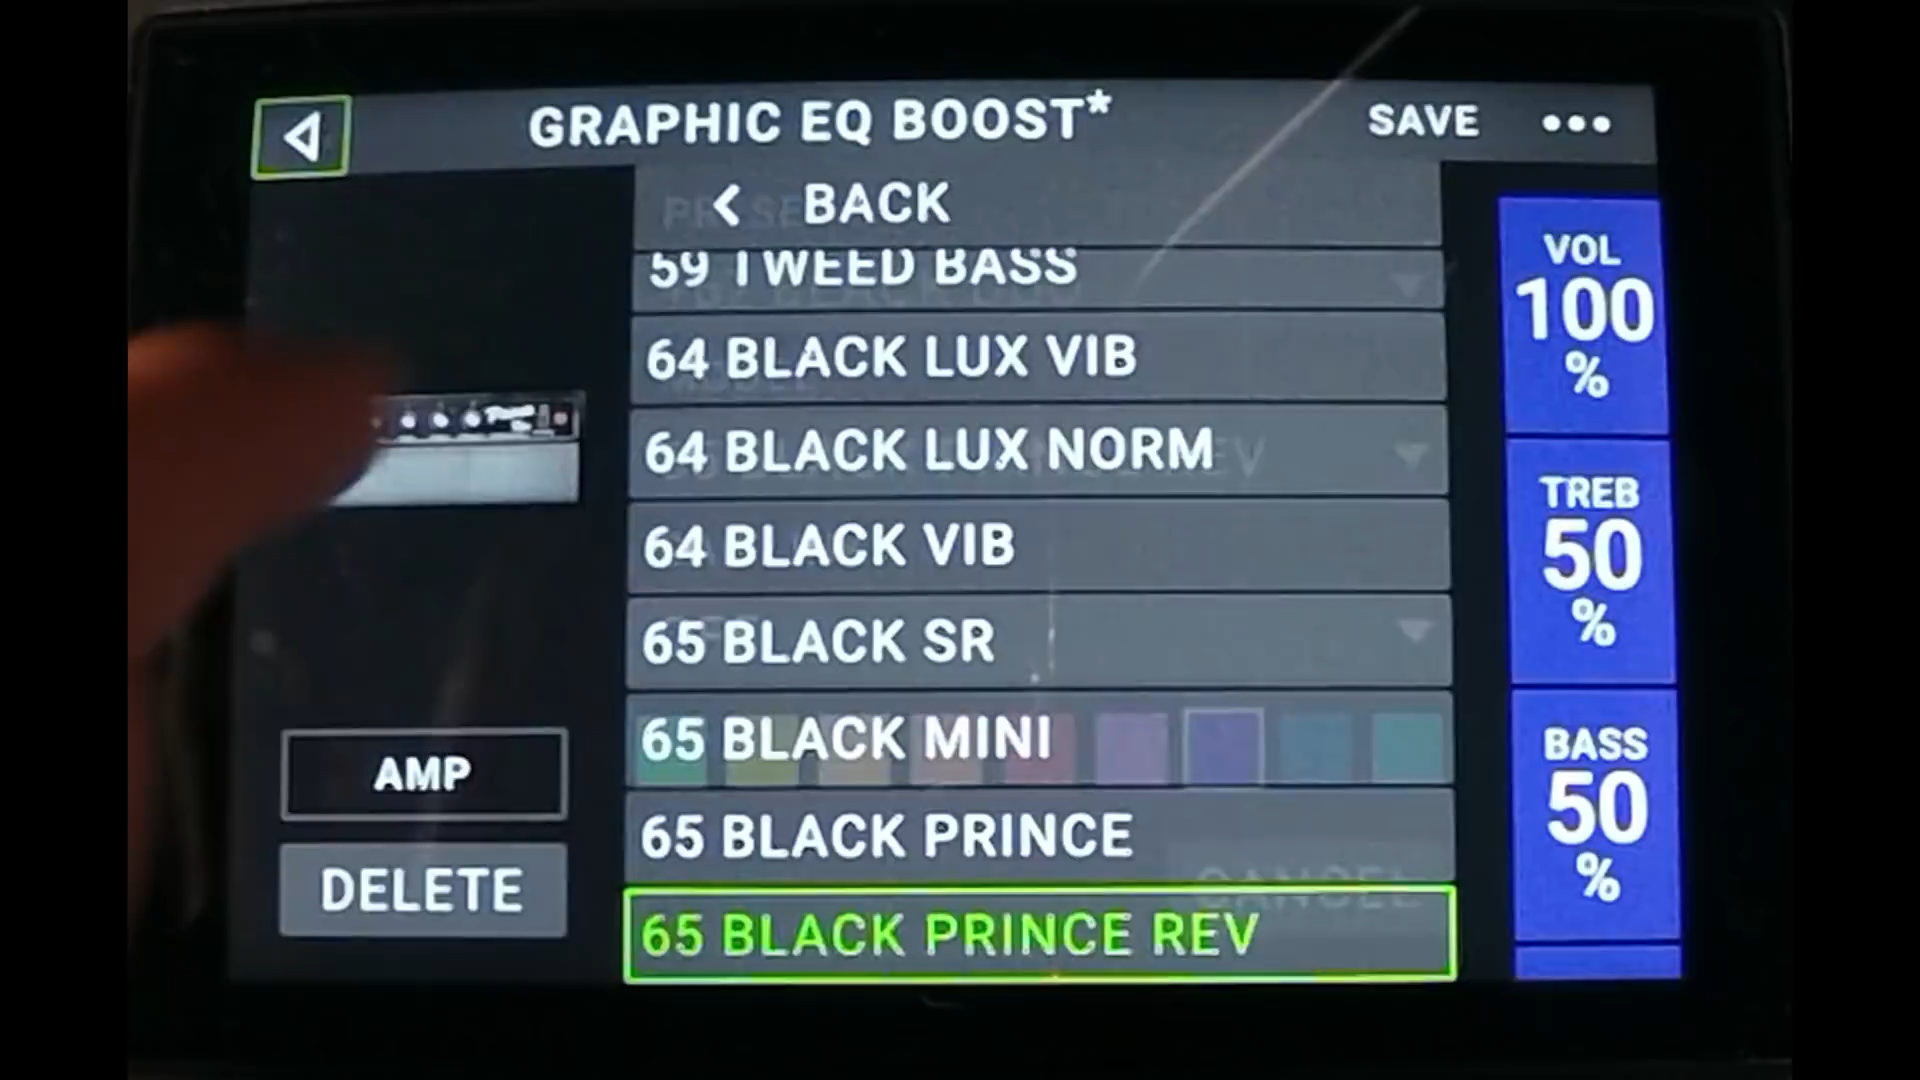 GRAPHIC EQ BOOST*
SAVE
BACK
59 TWEED BASS
64 BLACK LUX VIB
64 BLACK LUX NORM
64 BLACK VIB
65 BLACK SR
65 BLACK MINI
65 BLACK PRINCE
65 BLACK PRINCE REV
CANCEL
AMP
DELETE
VOL
100
%
TREB
50
%
BASS
50
%